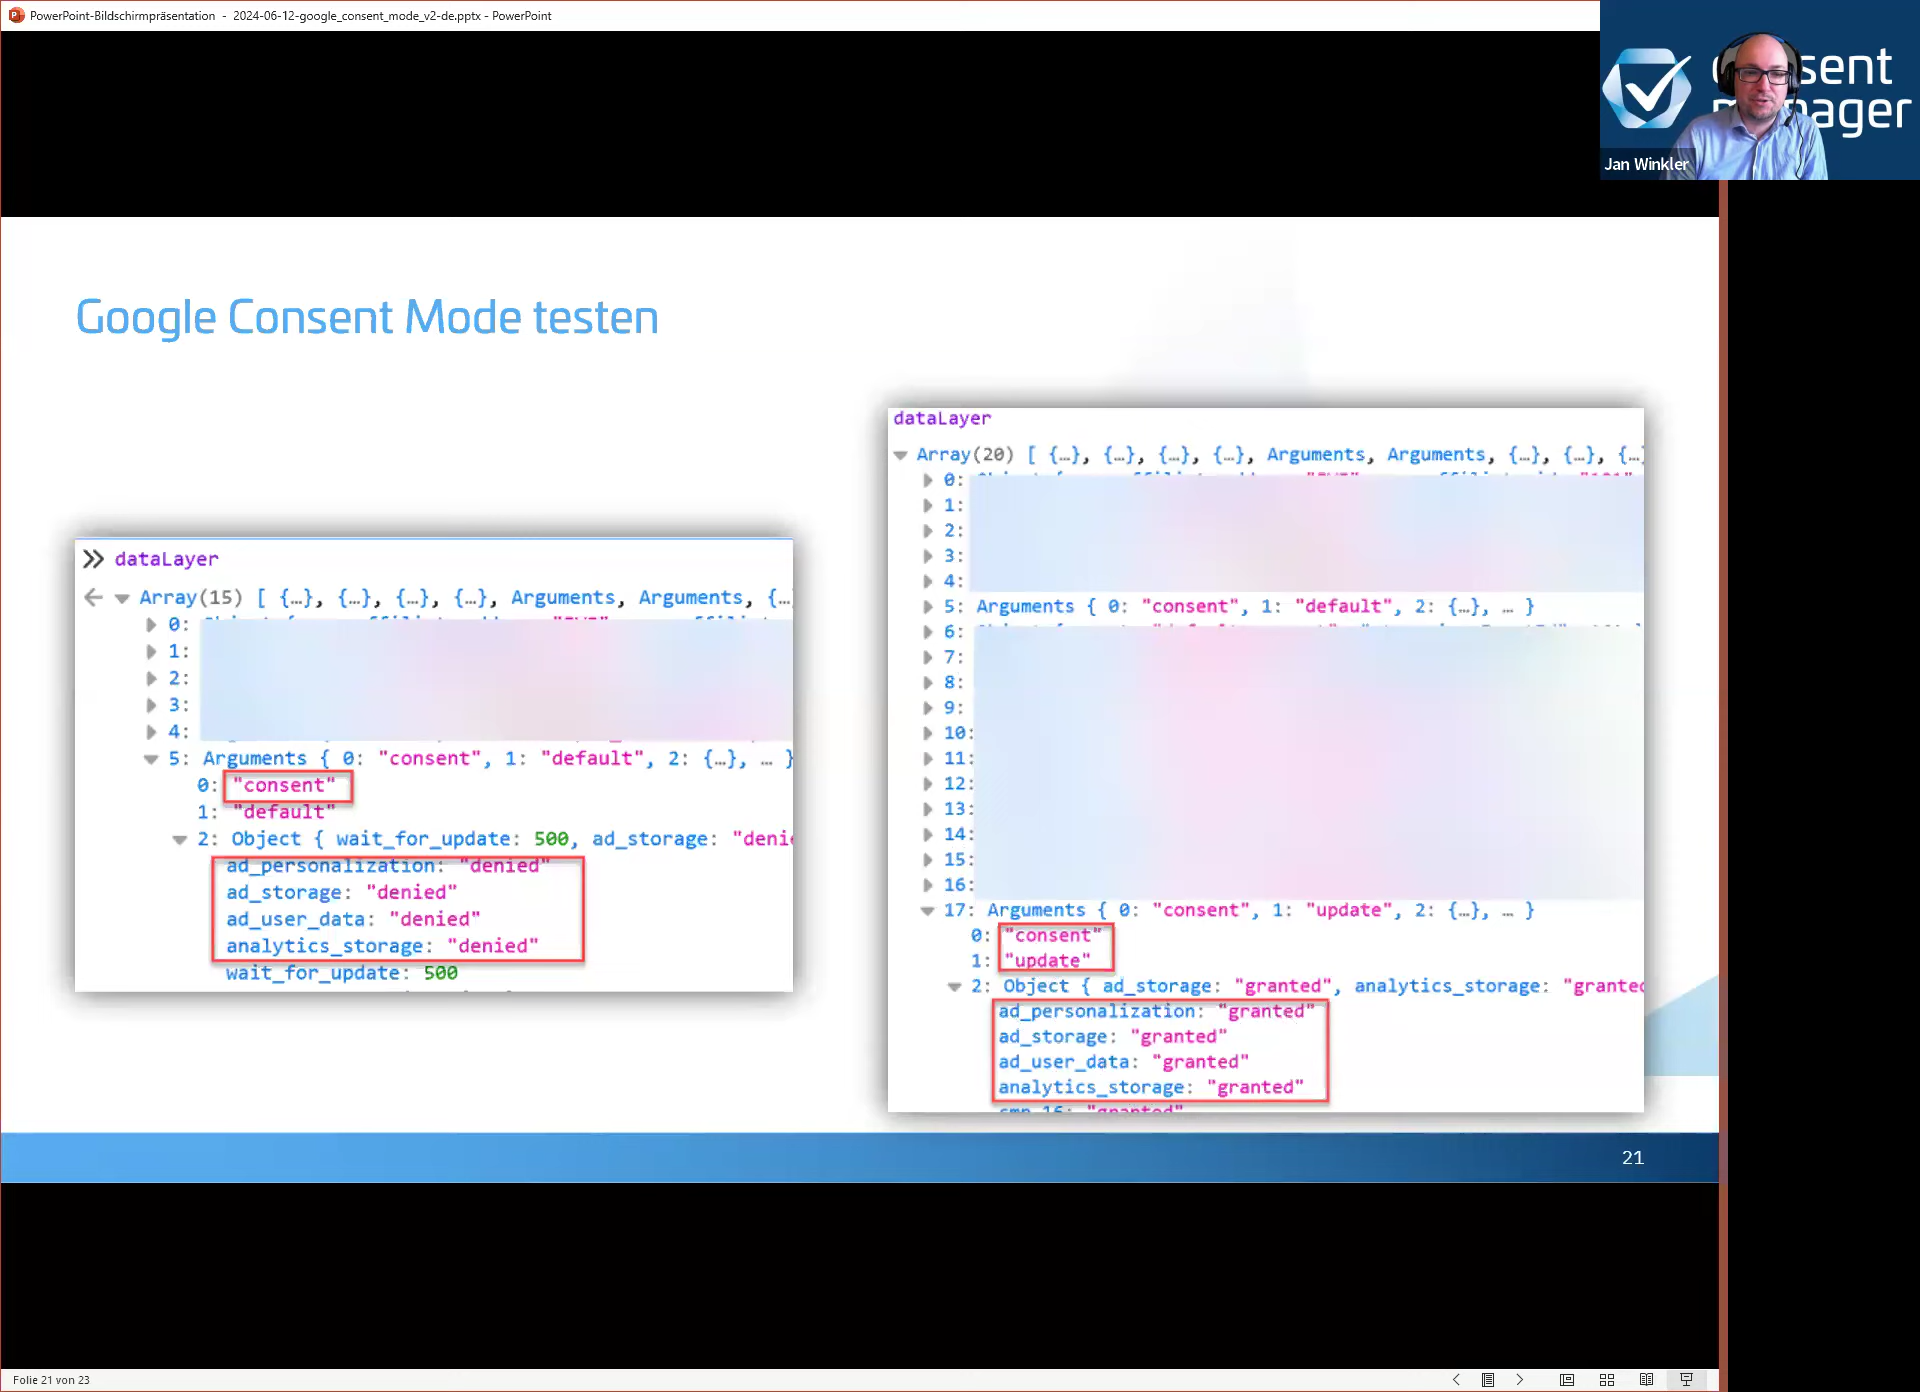 PowerPoint-Bildschirmpräsentation - 2024-06-12-google_consent_mode_v2-de.pptx - PowerPoint
sent
ager
Jan Winkler
Google Consent Mode testen
dataLayer
Array(15) [ {…}, {…}, {…}, {…}, Arguments, Arguments, {…
0:
1:
2:
3:
4:
5: Arguments { 0: "consent", 1: "default", 2: {…}, … }
0: "consent"
1: "default"
2: Object { wait_for_update: 500, ad_storage: "deni
ad_personalization: "denied"
ad_storage: "denied"
ad_user_data: "denied"
analytics_storage: "denied"
wait_for_update: 500
dataLayer
Array(20) [ {…}, {…}, {…}, {…}, Arguments, Arguments, {…}, {…}, {…
0:
1:
2:
3:
4:
5: Arguments { 0: "consent", 1: "default", 2: {…}, … }
6:
7:
8:
9:
10:
11:
12:
13:
14:
15:
16:
17: Arguments { 0: "consent", 1: "update", 2: {…}, … }
0: "consent"
1: "update"
2: Object { ad_storage: "granted", analytics_storage: "granted
ad_personalization: "granted"
ad_storage: "granted"
ad_user_data: "granted"
analytics_storage: "granted"
cmp_16: "granted"
21
Folie 21 von 23